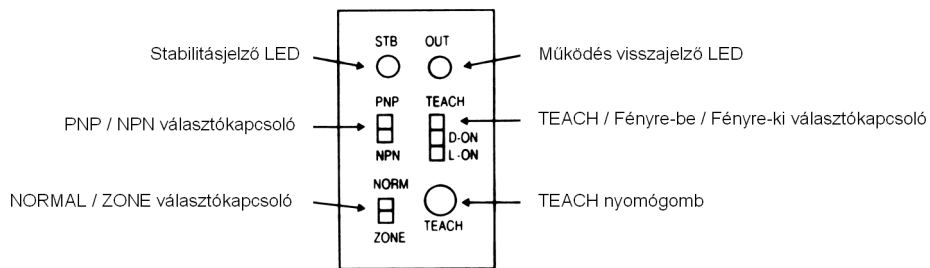 STB OUT
Stabilitásjelző LED
Működés visszajelző LED
PNP TEACH
PNP / NPN választókapcsoló
TEACH / Fényre-be / Fényre-ki választókapcsoló
D-ON
NPN L-ON
NORM
NORMAL / ZONE választókapcsoló
TEACH nyomógomb
TEACH
ZONE